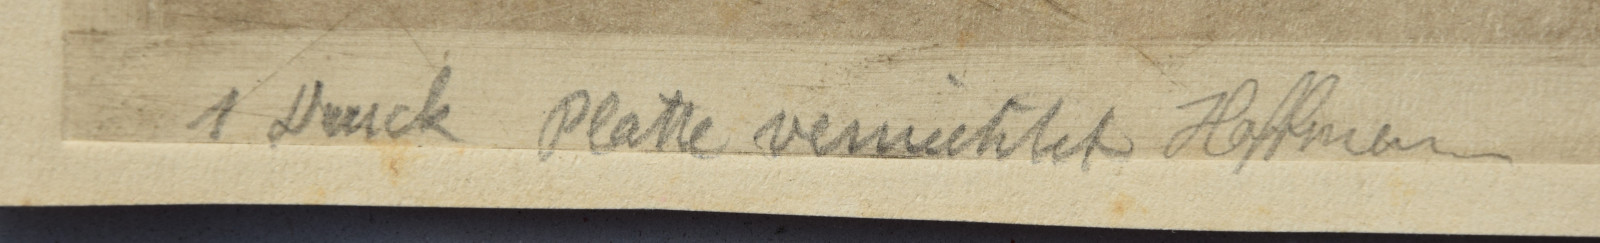 1 Druck Platte vernichtet Hoffmann